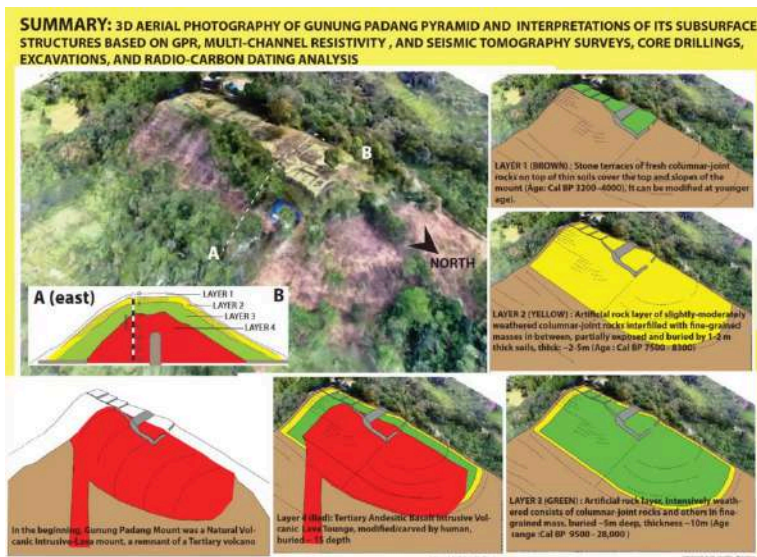 SUMMARY: 3D AERIAL PHOTOGRAPHY OF GUNUNG PADANG PYRAMID AND INTERPRETATIONS OF ITS SUBSURFACE
STRUCTURES BASED ON GPR, MULTI-CHANNEL RESISTIVITY , AND SEISMIC TOMOGRAPHY SURVEYS, CORE DRILLINGS,
EXCAVATIONS, AND RADIO-CARBON DATING ANALYSIS
B
A
NORTH
A (east)
B
LAYER 1
LAYER 2
LAYER 3
LAYER 4
LAYER 1 (BROWN) : Stone terraces of fresh columnar-joint
rocks on top of thin soils cover the top and slopes of the
mount (Age: Cal BP 3200 -4000), It can be modified at younger
age).
LAYER 2 (YELLOW) : Artificial rock layer of slightly-moderately
weathered columnar-joint rocks interfilled with fine-grained
masses in between, partially exposed and buried by 1-2 m
thick soils, thick: ~2-5m (Age : Cal BP 7500 - 8300)
In the beginning, Gunung Padang Mount was a Natural Vol-
canic Intrusive-Lava mount, a remnant of a Tertiary volcano
Layer 4 (Red): Tertiary Andesitic Basalt Intrusive Vol-
canic Lava Tounge, modified/carved by human,
buried ~ 15 depth
LAYER 3 (GREEN) : Artificial rock layer, intensively weath-
ered consists of columnar-joint rocks and others in fine-
grained mass, buried ~5m deep, thickness ~10m (Age
range :Cal BP 9500 - 28,000 )